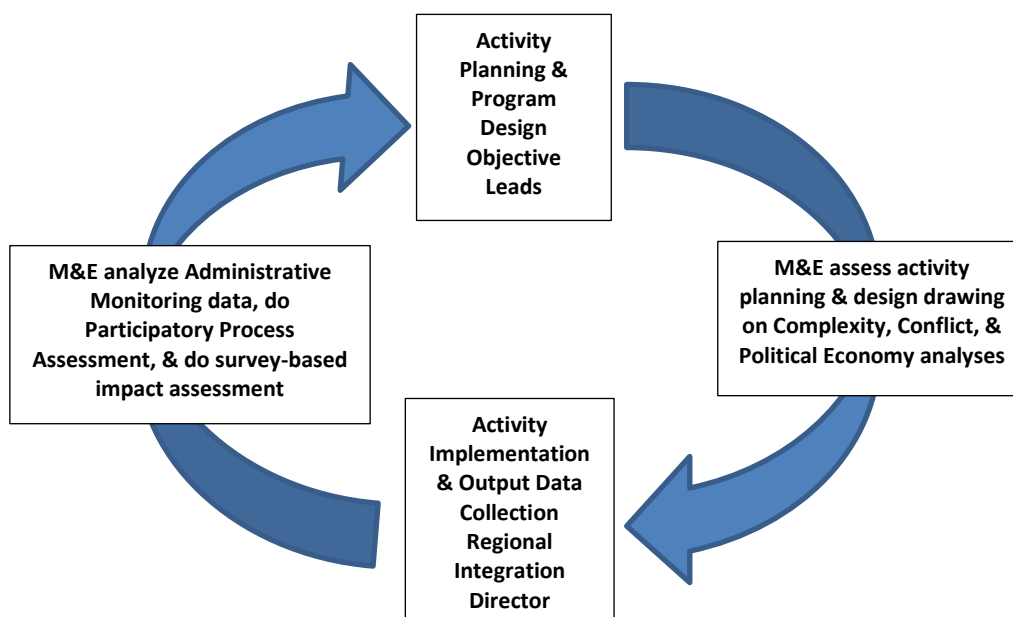 Activity
Planning &
Program
Design
Objective
Leads
M&E analyze Administrative
Monitoring data, do
Participatory Process
Assessment, & do survey-based
impact assessment
M&E assess activity
planning & design drawing
on Complexity, Conflict, &
Political Economy analyses
Activity
Implementation
& Output Data
Collection
Regional
Integration
Director